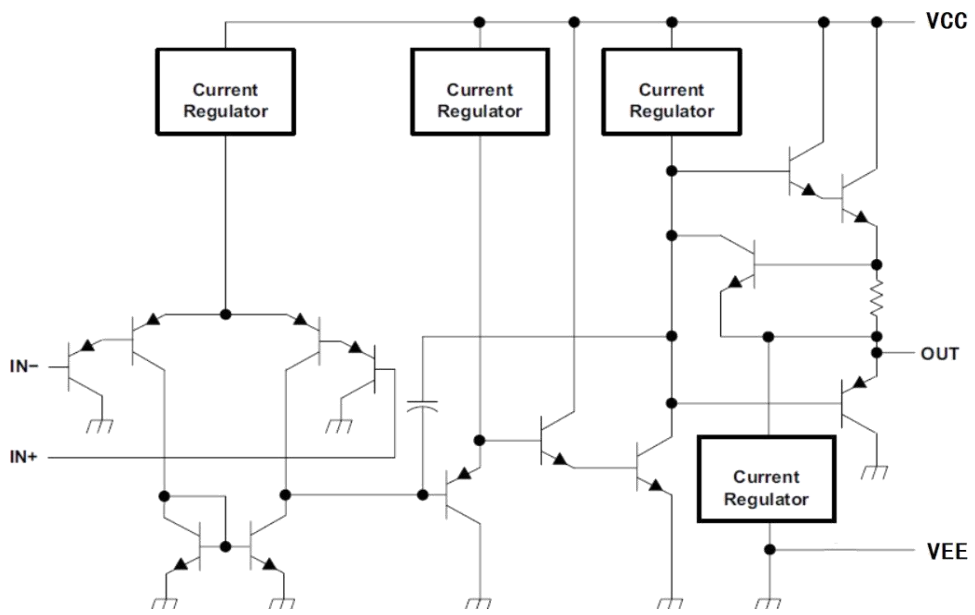 VCC
Current
Regulator
Current
Regulator
Current
Regulator
IN−
OUT
IN+
Current
Regulator
VEE